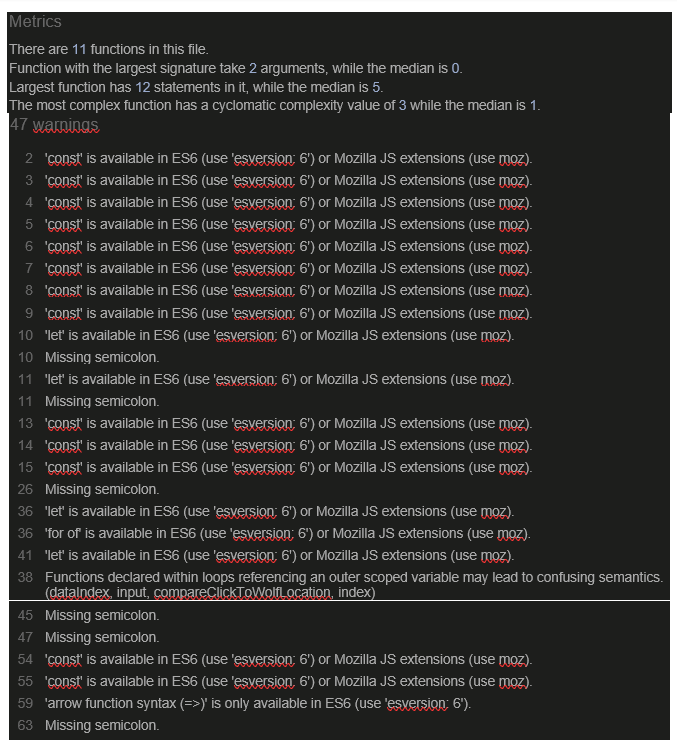 Metrics
There are 11 functions in this file.
Function with the largest signature take 2 arguments, while the median is 0.
Largest function has 12 statements in it, while the median is 5.
The most complex function has a cyclomatic complexity value of 3 while the median is 1.
47 warnings
2 'const' is available in ES6 (use 'esversion: 6') or Mozilla JS extensions (use moz).
3 'const' is available in ES6 (use 'esversion: 6') or Mozilla JS extensions (use moz).
4 'const' is available in ES6 (use 'esversion: 6') or Mozilla JS extensions (use moz).
5 'const' is available in ES6 (use 'esversion: 6') or Mozilla JS extensions (use moz).
6 'const' is available in ES6 (use 'esversion: 6') or Mozilla JS extensions (use moz).
7 'const' is available in ES6 (use 'esversion: 6') or Mozilla JS extensions (use moz).
8 'const' is available in ES6 (use 'esversion: 6') or Mozilla JS extensions (use moz).
9 'const' is available in ES6 (use 'esversion: 6') or Mozilla JS extensions (use moz).
10 'let' is available in ES6 (use 'esversion: 6') or Mozilla JS extensions (use moz).
10 Missing semicolon.
11 'let' is available in ES6 (use 'esversion: 6') or Mozilla JS extensions (use moz).
11 Missing semicolon.
13 'const' is available in ES6 (use 'esversion: 6') or Mozilla JS extensions (use moz).
14 'const' is available in ES6 (use 'esversion: 6') or Mozilla JS extensions (use moz).
15 'const' is available in ES6 (use 'esversion: 6') or Mozilla JS extensions (use moz).
26 Missing semicolon.
36 'let' is available in ES6 (use 'esversion: 6') or Mozilla JS extensions (use moz).
36 'for of' is available in ES6 (use 'esversion: 6') or Mozilla JS extensions (use moz).
41 'let' is available in ES6 (use 'esversion: 6') or Mozilla JS extensions (use moz).
38 Functions declared within loops referencing an outer scoped variable may lead to confusing semantics.
(dataIndex, input, compareClickToWolfLocation, index)
45 Missing semicolon.
47 Missing semicolon.
54 'const' is available in ES6 (use 'esversion: 6') or Mozilla JS extensions (use moz).
55 'const' is available in ES6 (use 'esversion: 6') or Mozilla JS extensions (use moz).
59 'arrow function syntax (=>)' is only available in ES6 (use 'esversion: 6').
63 Missing semicolon.